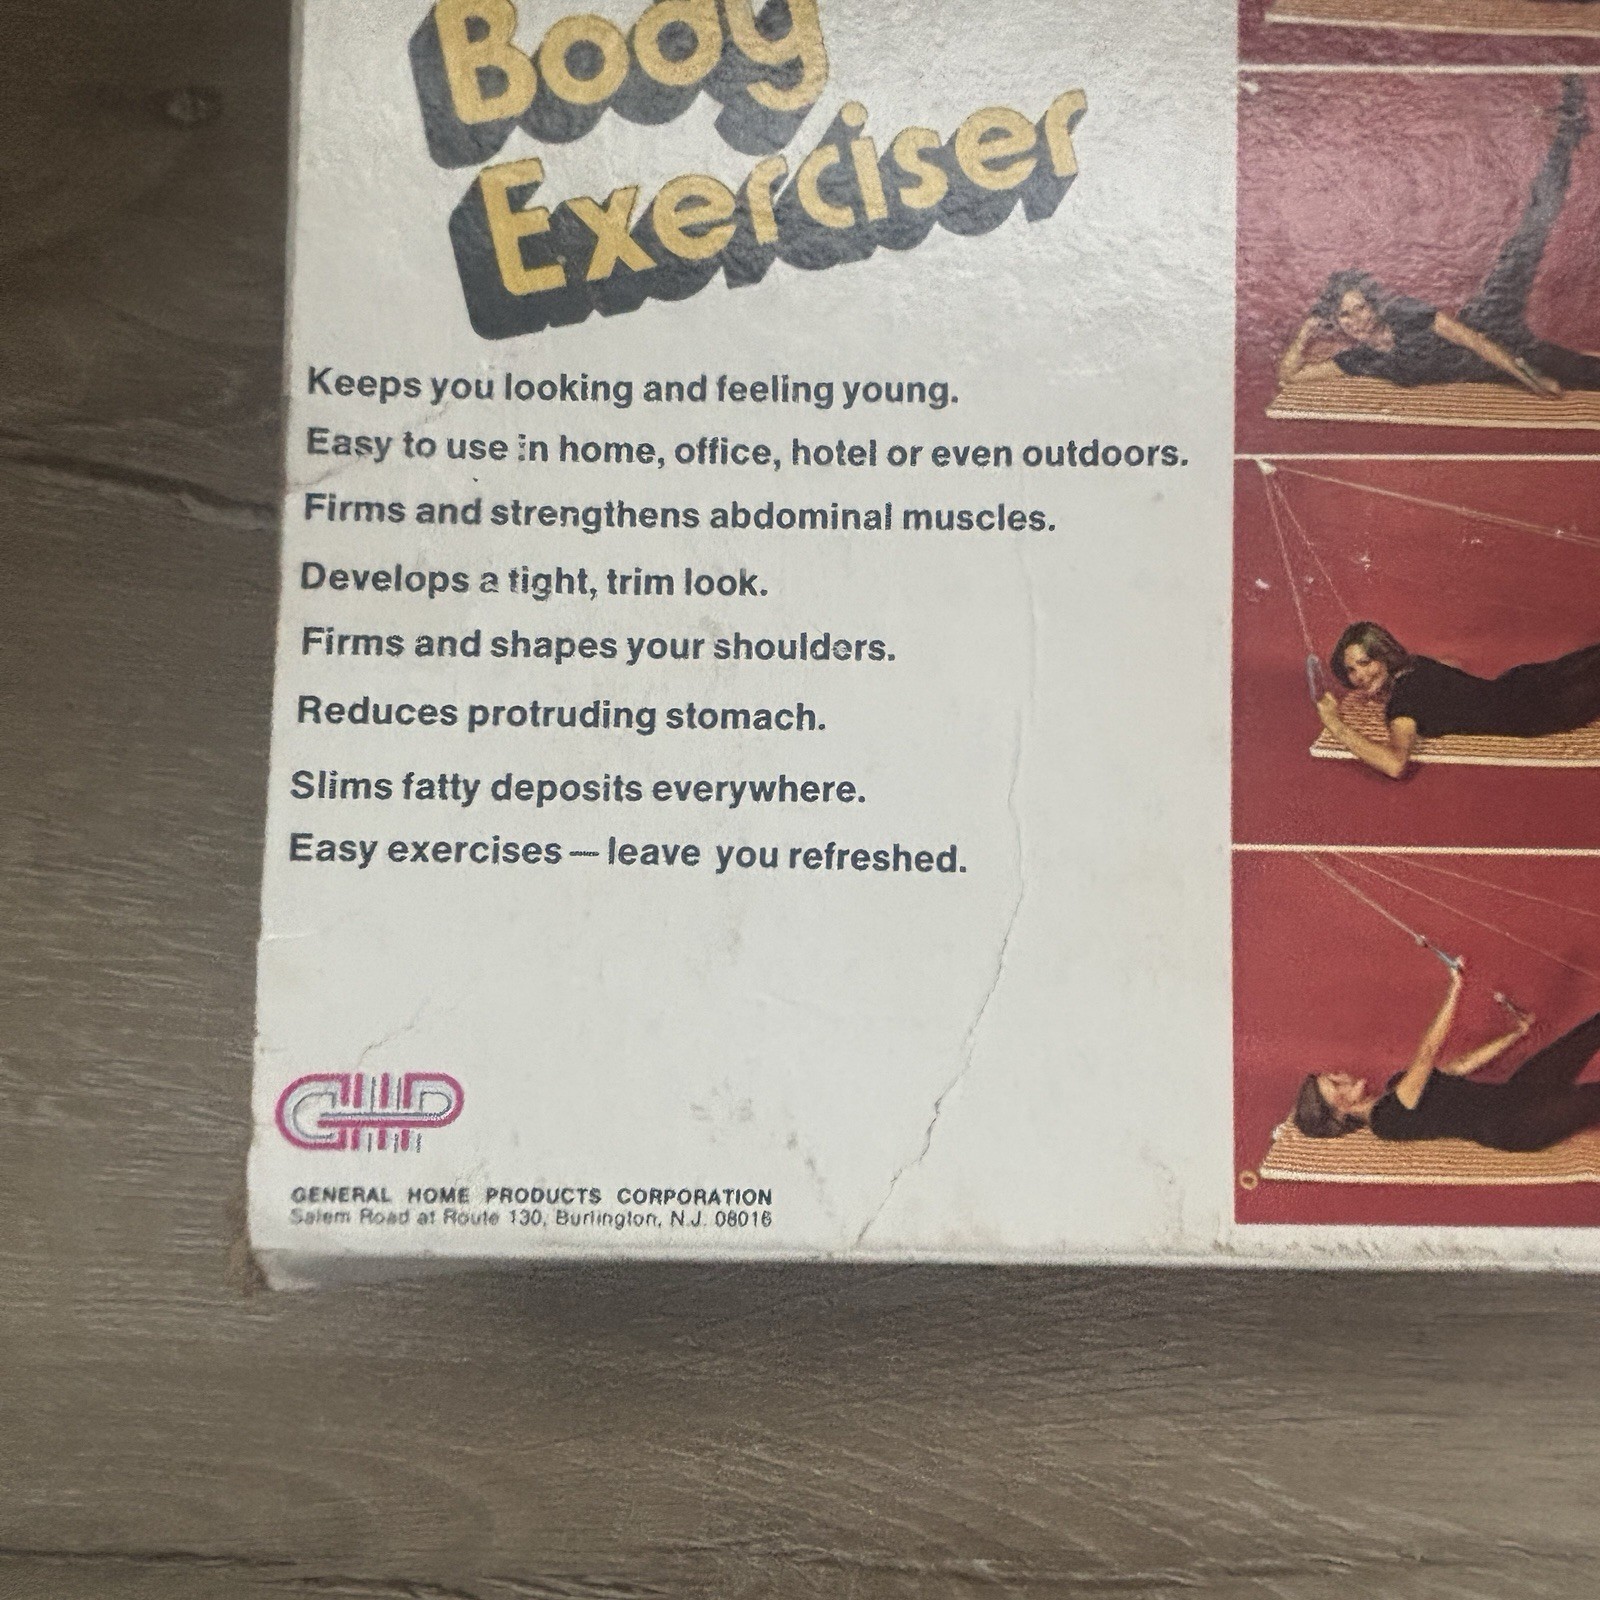 Body
Exerciser
Keeps you looking and feeling young.
Easy to use in home, office, hotel or even outdoors.
Firms and strengthens abdominal muscles.
Develops a tight, trim look.
Firms and shapes your shoulders.
Reduces protruding stomach.
Slims fatty deposits everywhere.
Easy exercises — leave you refreshed.
GHP
GENERAL HOME PRODUCTS CORPORATION
Salem Road at Route 130, Burlington, N.J. 08016